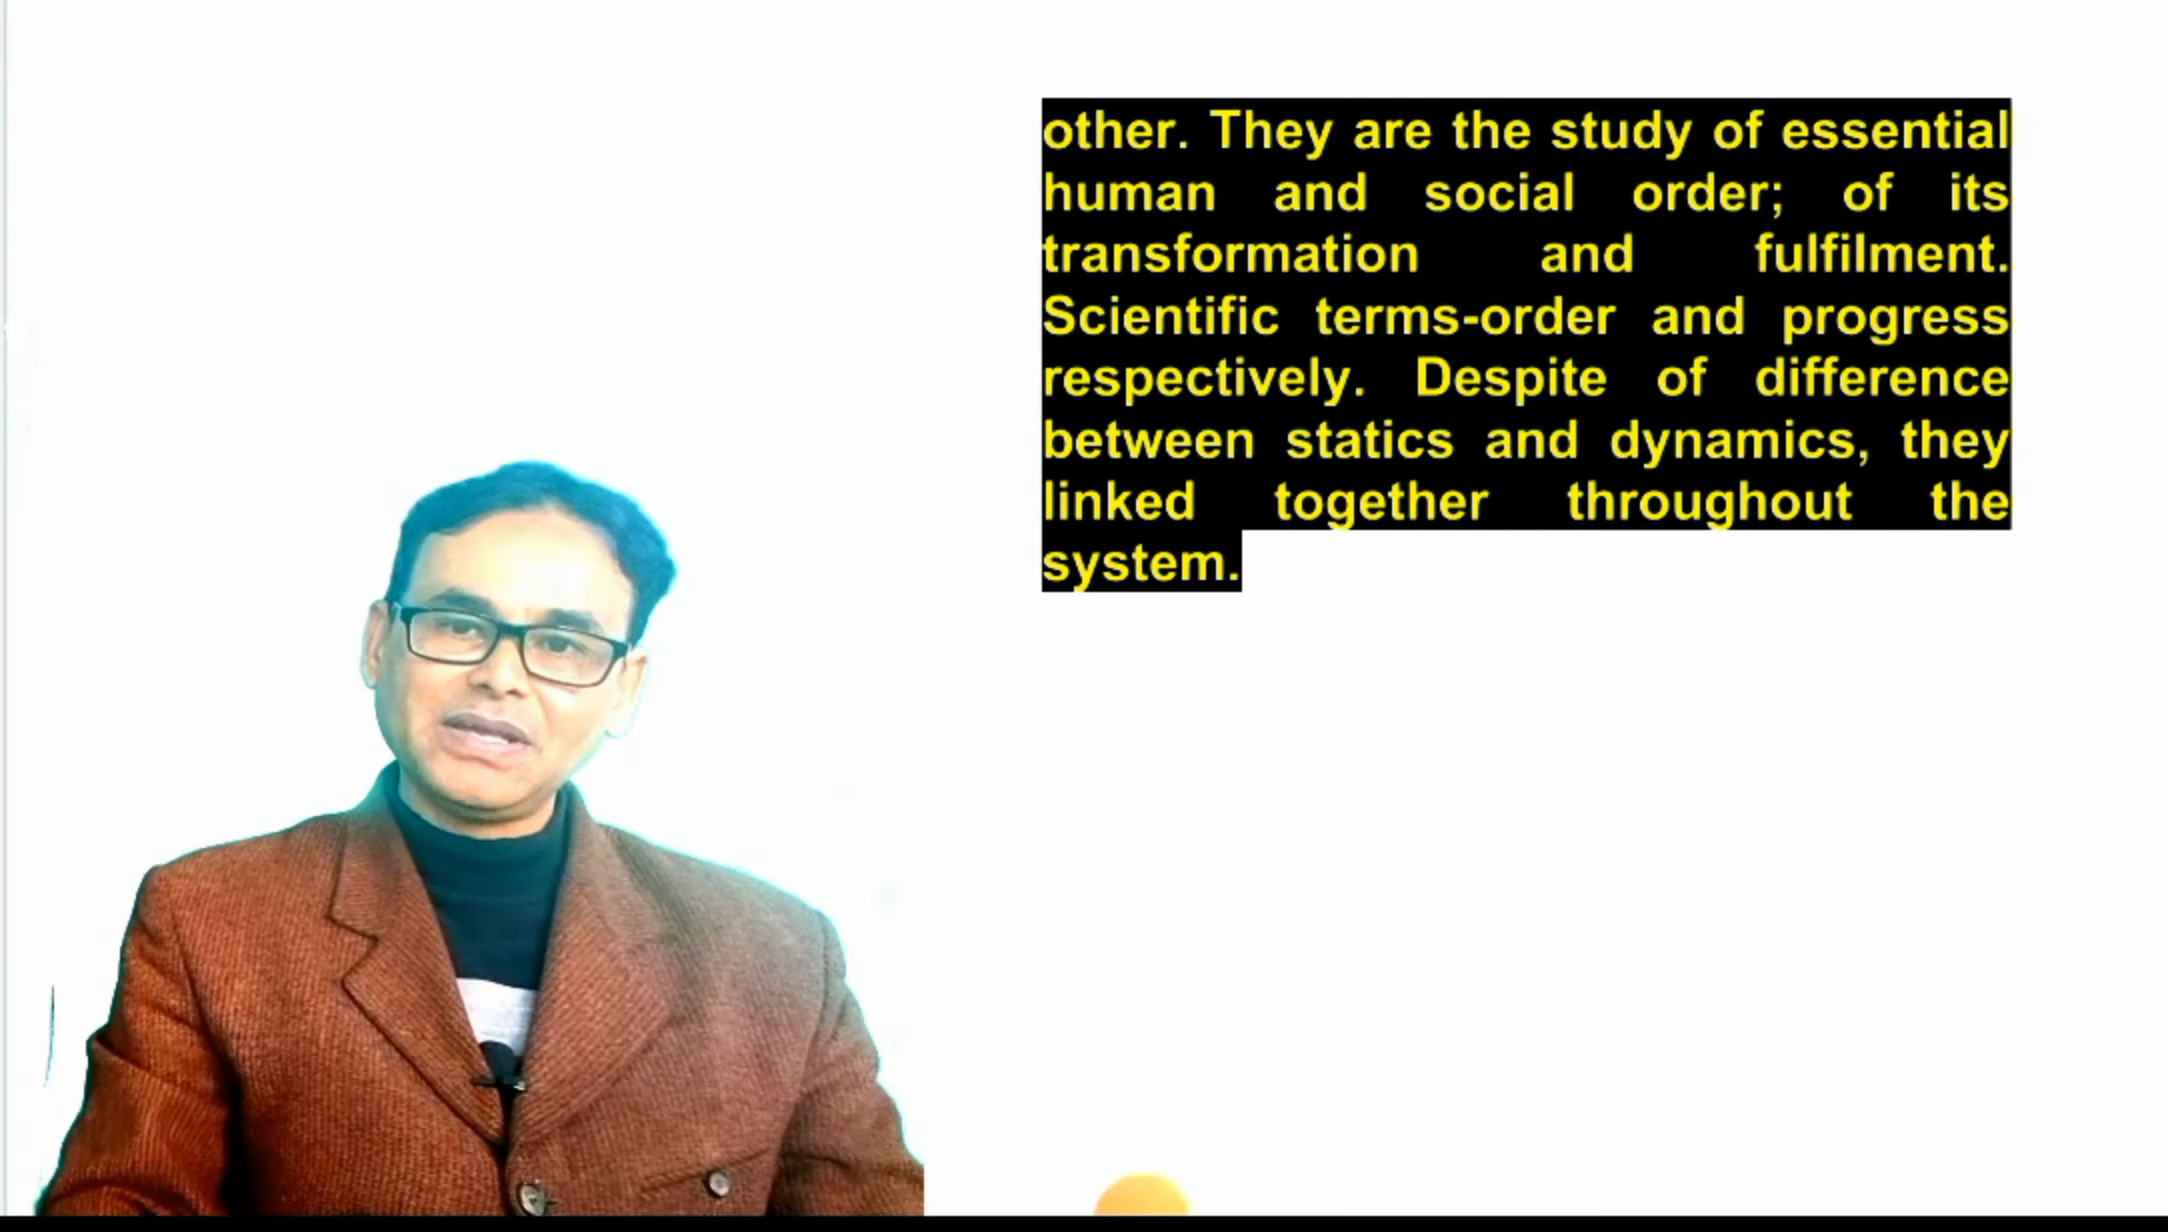 other. They are the study of essential
human and social order; of its
transformation and fulfilment.
Scientific terms-order and progress
respectively. Despite of difference
between statics and dynamics, they
linked together throughout the
system.